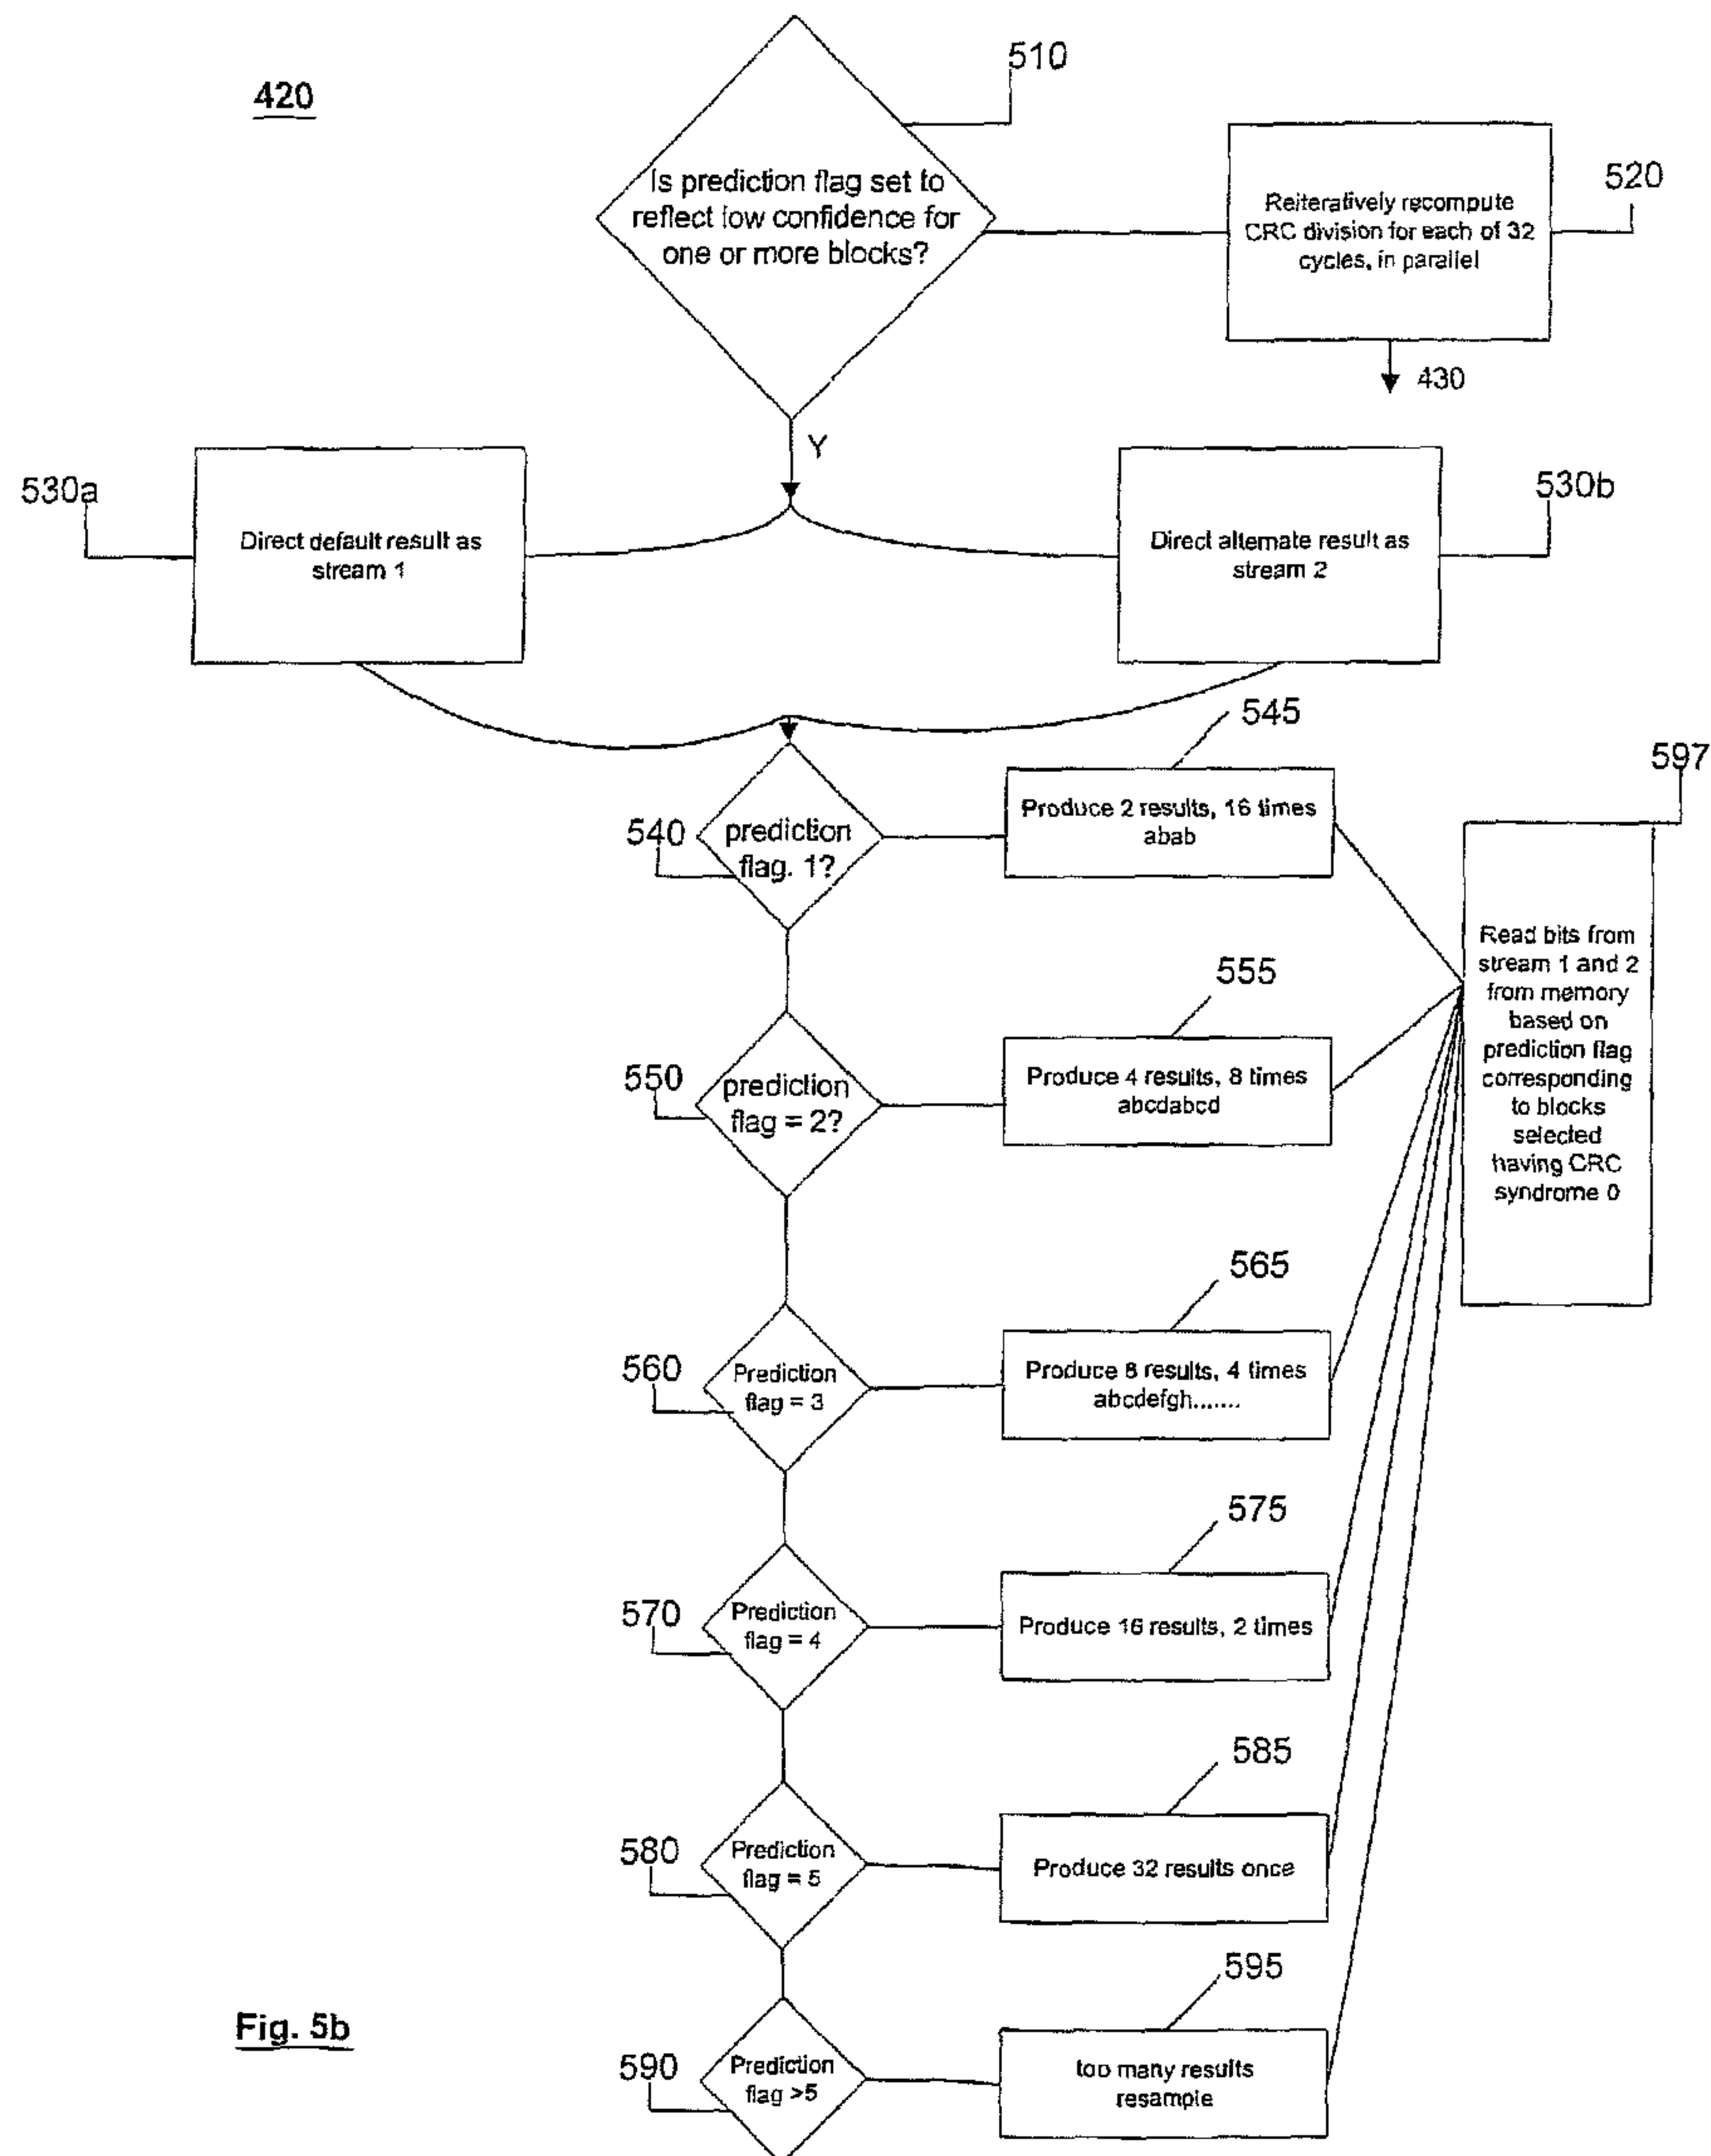 420
510
Is prediction flag set to
reflect low confidence for
one or more blocks?
Reiteratively recompute
CRC division for each of 32
cycles, in parallel
520
430
Y
530a
Direct default result as
stream 1
Direct alternate result as
stream 2
530b
540
prediction
flag. 1?
545
Produce 2 results, 16 times
abab
597
Read bits from
stream 1 and 2
from memory
based on
prediction flag
corresponding
to blocks
selected
having CRC
syndrome 0
550
prediction
flag = 2?
555
Produce 4 results, 8 times
abcdabcd
560
Prediction
flag = 3
565
Produce 8 results, 4 times
abcdefgh.......
570
Prediction
flag = 4
575
Produce 16 results, 2 times
580
Prediction
flag = 5
585
Produce 32 results once
590
Prediction
flag >5
595
too many results
resample
Fig. 5b